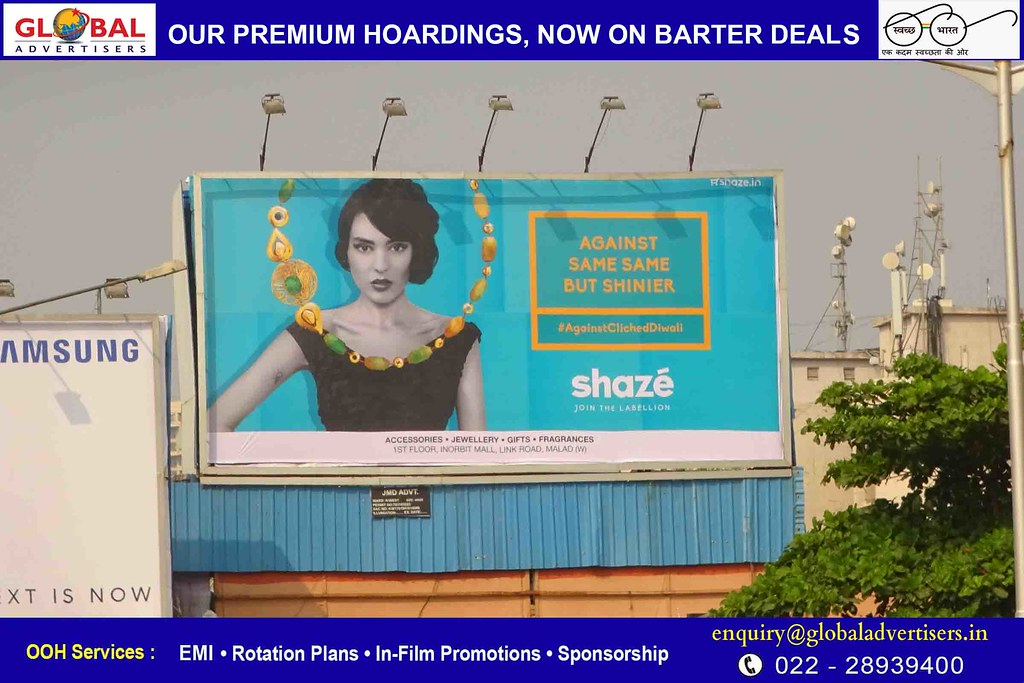 GLOBAL
ADVERTISERS
OUR PREMIUM HOARDINGS, NOW ON BARTER DEALS
स्वच्छ भारत
एक कदम स्वच्छता की ओर
shaze.in
AGAINST
SAME SAME
BUT SHINIER
#AgainstClichedDiwali
shazé
JOIN THE LABELLION
ACCESSORIES • JEWELLERY • GIFTS • FRAGRANCES
1ST FLOOR, INORBIT MALL, LINK ROAD, MALAD (W)
AMSUNG
EXT IS NOW
JMD ADVT.
OOH Services : EMI • Rotation Plans • In-Film Promotions • Sponsorship
enquiry@globaladvertisers.in
022 - 28939400